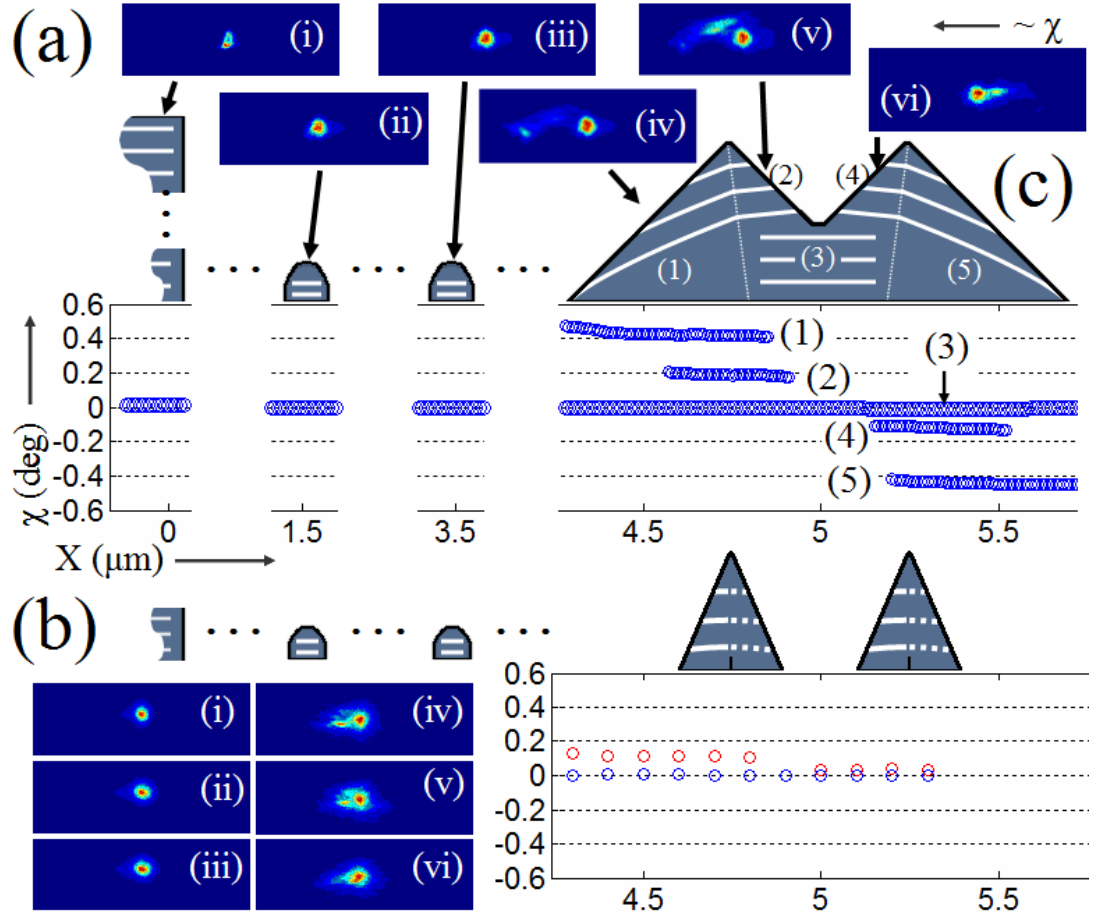 (a)
(i)
(iii)
(v)
~ χ
(ii)
(iv)
(vi)
(2)
(4)
(c)
(1)
(3)
(5)
0.6
0.4
0.2
0
-0.2
-0.4
-0.6
χ (deg)
(1)
(2)
(3)
(4)
(5)
0
1.5
3.5
4.5
5
5.5
X (μm)
(b)
(i)
(iv)
(ii)
(v)
(iii)
(vi)
0.6
0.4
0.2
0
-0.2
-0.4
-0.6
4.5
5
5.5